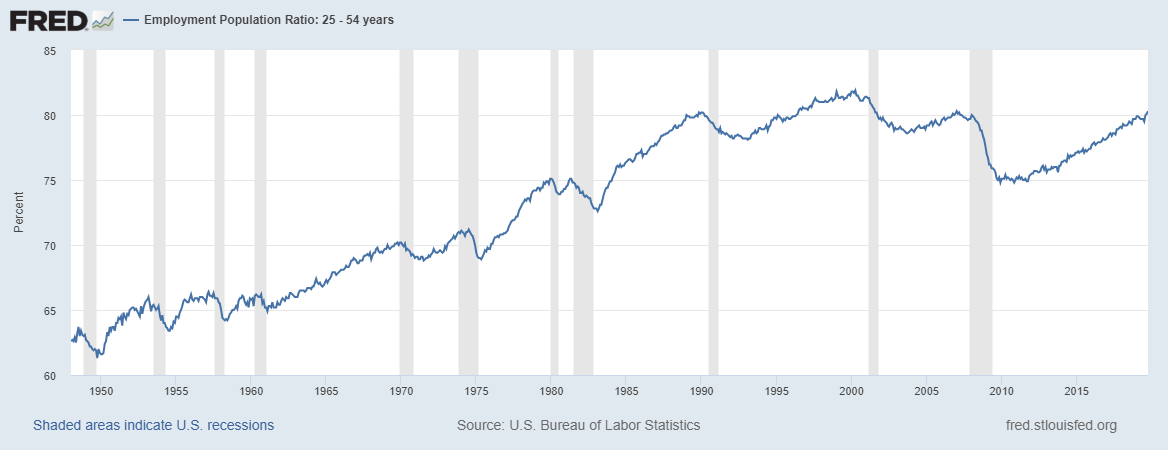 FRED
Employment Population Ratio: 25 - 54 years
85
80
75
70
65
60
Percent
1950 1955 1960 1965 1970 1975 1980 1985 1990 1995 2000 2005 2010 2015
Shaded areas indicate U.S. recessions Source: U.S. Bureau of Labor Statistics fred.stlouisfed.org